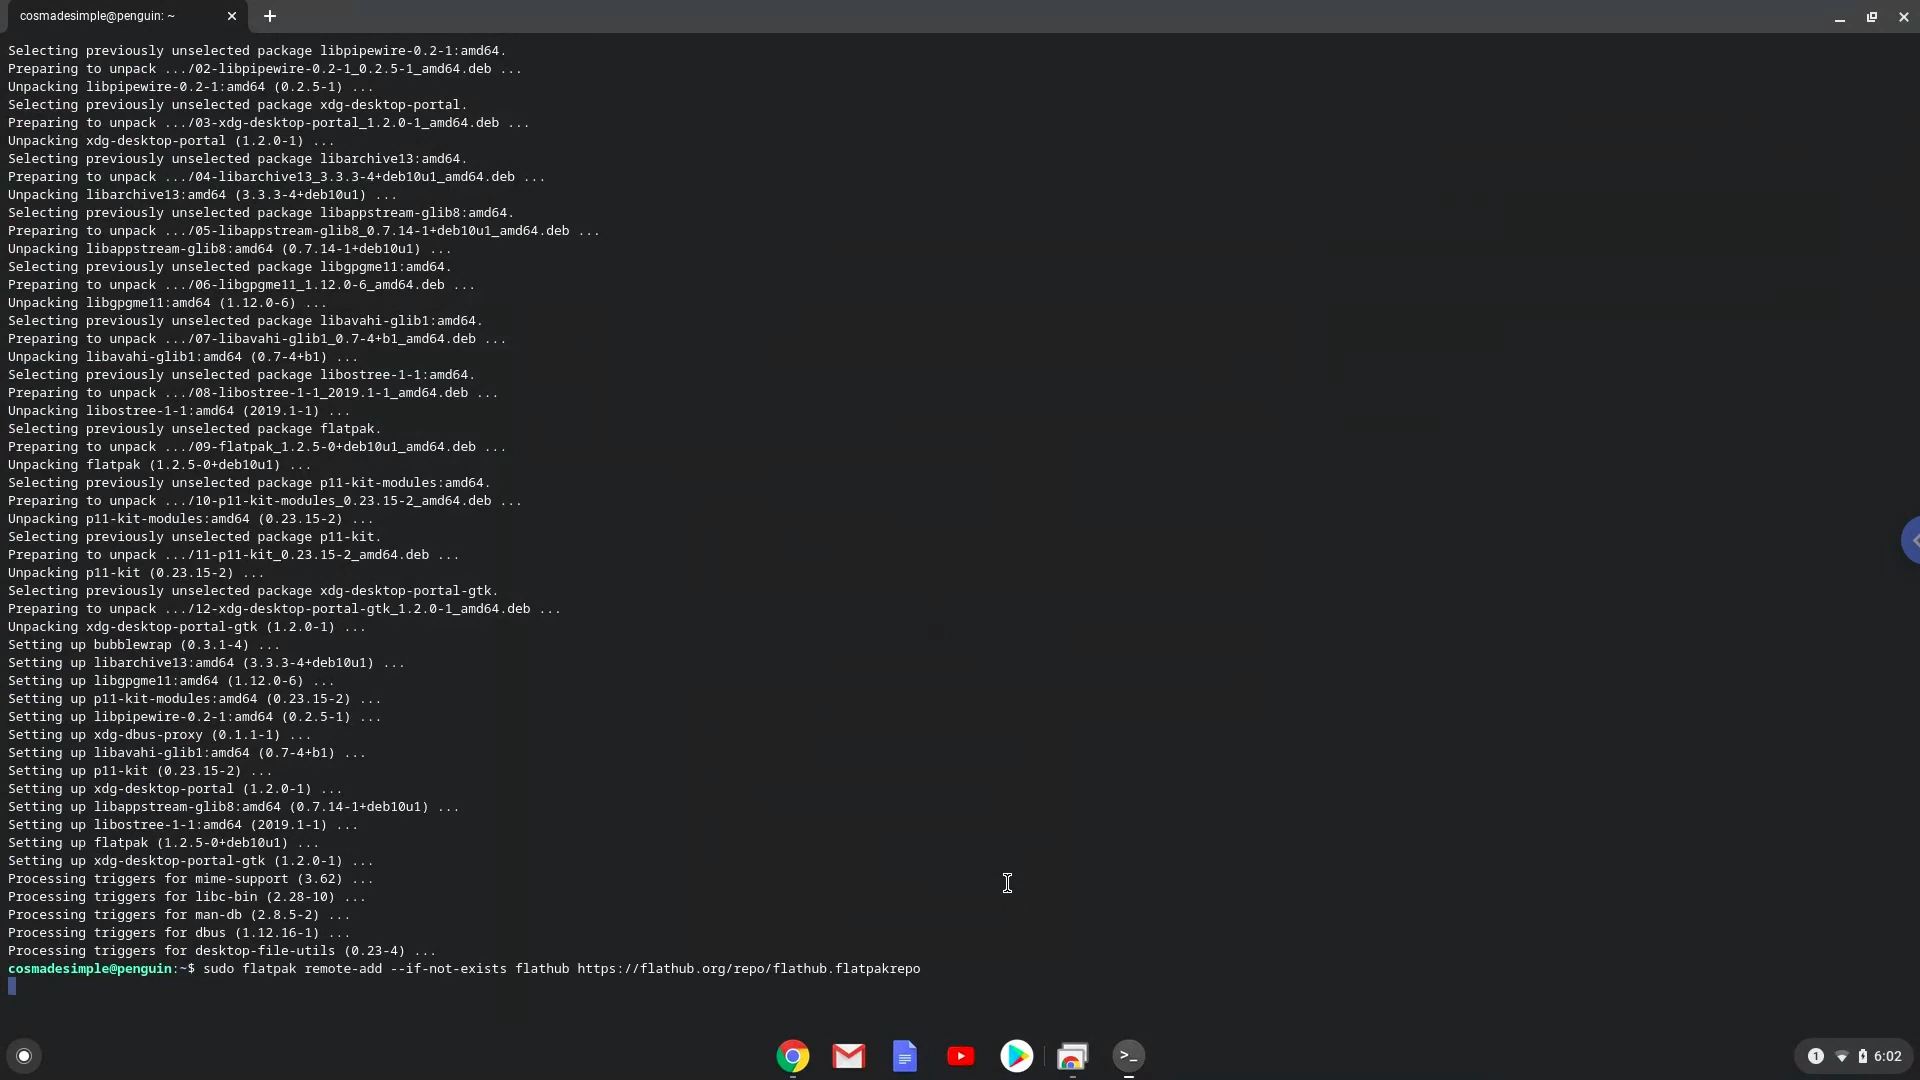 cosmadesimple@penguin: ~
Selecting previously unselected package libpipewire-0.2-1:amd64.
Preparing to unpack .../02-libpipewire-0.2-1_0.2.5-1_amd64.deb ...
Unpacking libpipewire-0.2-1:amd64 (0.2.5-1) ...
Selecting previously unselected package xdg-desktop-portal.
Preparing to unpack .../03-xdg-desktop-portal_1.2.0-1_amd64.deb ...
Unpacking xdg-desktop-portal (1.2.0-1) ...
Selecting previously unselected package libarchive13:amd64.
Preparing to unpack .../04-libarchive13_3.3.3-4+deb10u1_amd64.deb ...
Unpacking libarchive13:amd64 (3.3.3-4+deb10u1) ...
Selecting previously unselected package libappstream-glib8:amd64.
Preparing to unpack .../05-libappstream-glib8_0.7.14-1+deb10u1_amd64.deb ...
Unpacking libappstream-glib8:amd64 (0.7.14-1+deb10u1) ...
Selecting previously unselected package libgpgme11:amd64.
Preparing to unpack .../06-libgpgme11_1.12.0-6_amd64.deb ...
Unpacking libgpgme11:amd64 (1.12.0-6) ...
Selecting previously unselected package libavahi-glib1:amd64.
Preparing to unpack .../07-libavahi-glib1_0.7-4+b1_amd64.deb ...
Unpacking libavahi-glib1:amd64 (0.7-4+b1) ...
Selecting previously unselected package libostree-1-1:amd64.
Preparing to unpack .../08-libostree-1-1_2019.1-1_amd64.deb ...
Unpacking libostree-1-1:amd64 (2019.1-1) ...
Selecting previously unselected package flatpak.
Preparing to unpack .../09-flatpak_1.2.5-0+deb10u1_amd64.deb ...
Unpacking flatpak (1.2.5-0+deb10u1) ...
Selecting previously unselected package p11-kit-modules:amd64.
Preparing to unpack .../10-p11-kit-modules_0.23.15-2_amd64.deb ...
Unpacking p11-kit-modules:amd64 (0.23.15-2) ...
Selecting previously unselected package p11-kit.
Preparing to unpack .../11-p11-kit_0.23.15-2_amd64.deb ...
Unpacking p11-kit (0.23.15-2) ...
Selecting previously unselected package xdg-desktop-portal-gtk.
Preparing to unpack .../12-xdg-desktop-portal-gtk_1.2.0-1_amd64.deb ...
Unpacking xdg-desktop-portal-gtk (1.2.0-1) ...
Setting up bubblewrap (0.3.1-4) ...
Setting up libarchive13:amd64 (3.3.3-4+deb10u1) ...
Setting up libgpgme11:amd64 (1.12.0-6) ...
Setting up p11-kit-modules:amd64 (0.23.15-2) ...
Setting up libpipewire-0.2-1:amd64 (0.2.5-1) ...
Setting up xdg-dbus-proxy (0.1.1-1) ...
Setting up libavahi-glib1:amd64 (0.7-4+b1) ...
Setting up p11-kit (0.23.15-2) ...
Setting up xdg-desktop-portal (1.2.0-1) ...
Setting up libappstream-glib8:amd64 (0.7.14-1+deb10u1) ...
Setting up libostree-1-1:amd64 (2019.1-1) ...
Setting up flatpak (1.2.5-0+deb10u1) ...
Setting up xdg-desktop-portal-gtk (1.2.0-1) ...
Processing triggers for mime-support (3.62) ...
Processing triggers for libc-bin (2.28-10) ...
Processing triggers for man-db (2.8.5-2) ...
Processing triggers for dbus (1.12.16-1) ...
Processing triggers for desktop-file-utils (0.23-4) ...
cosmadesimple@penguin:~$ sudo flatpak remote-add --if-not-exists flathub https://flathub.org/repo/flathub.flatpakrepo
>_
1 6:02